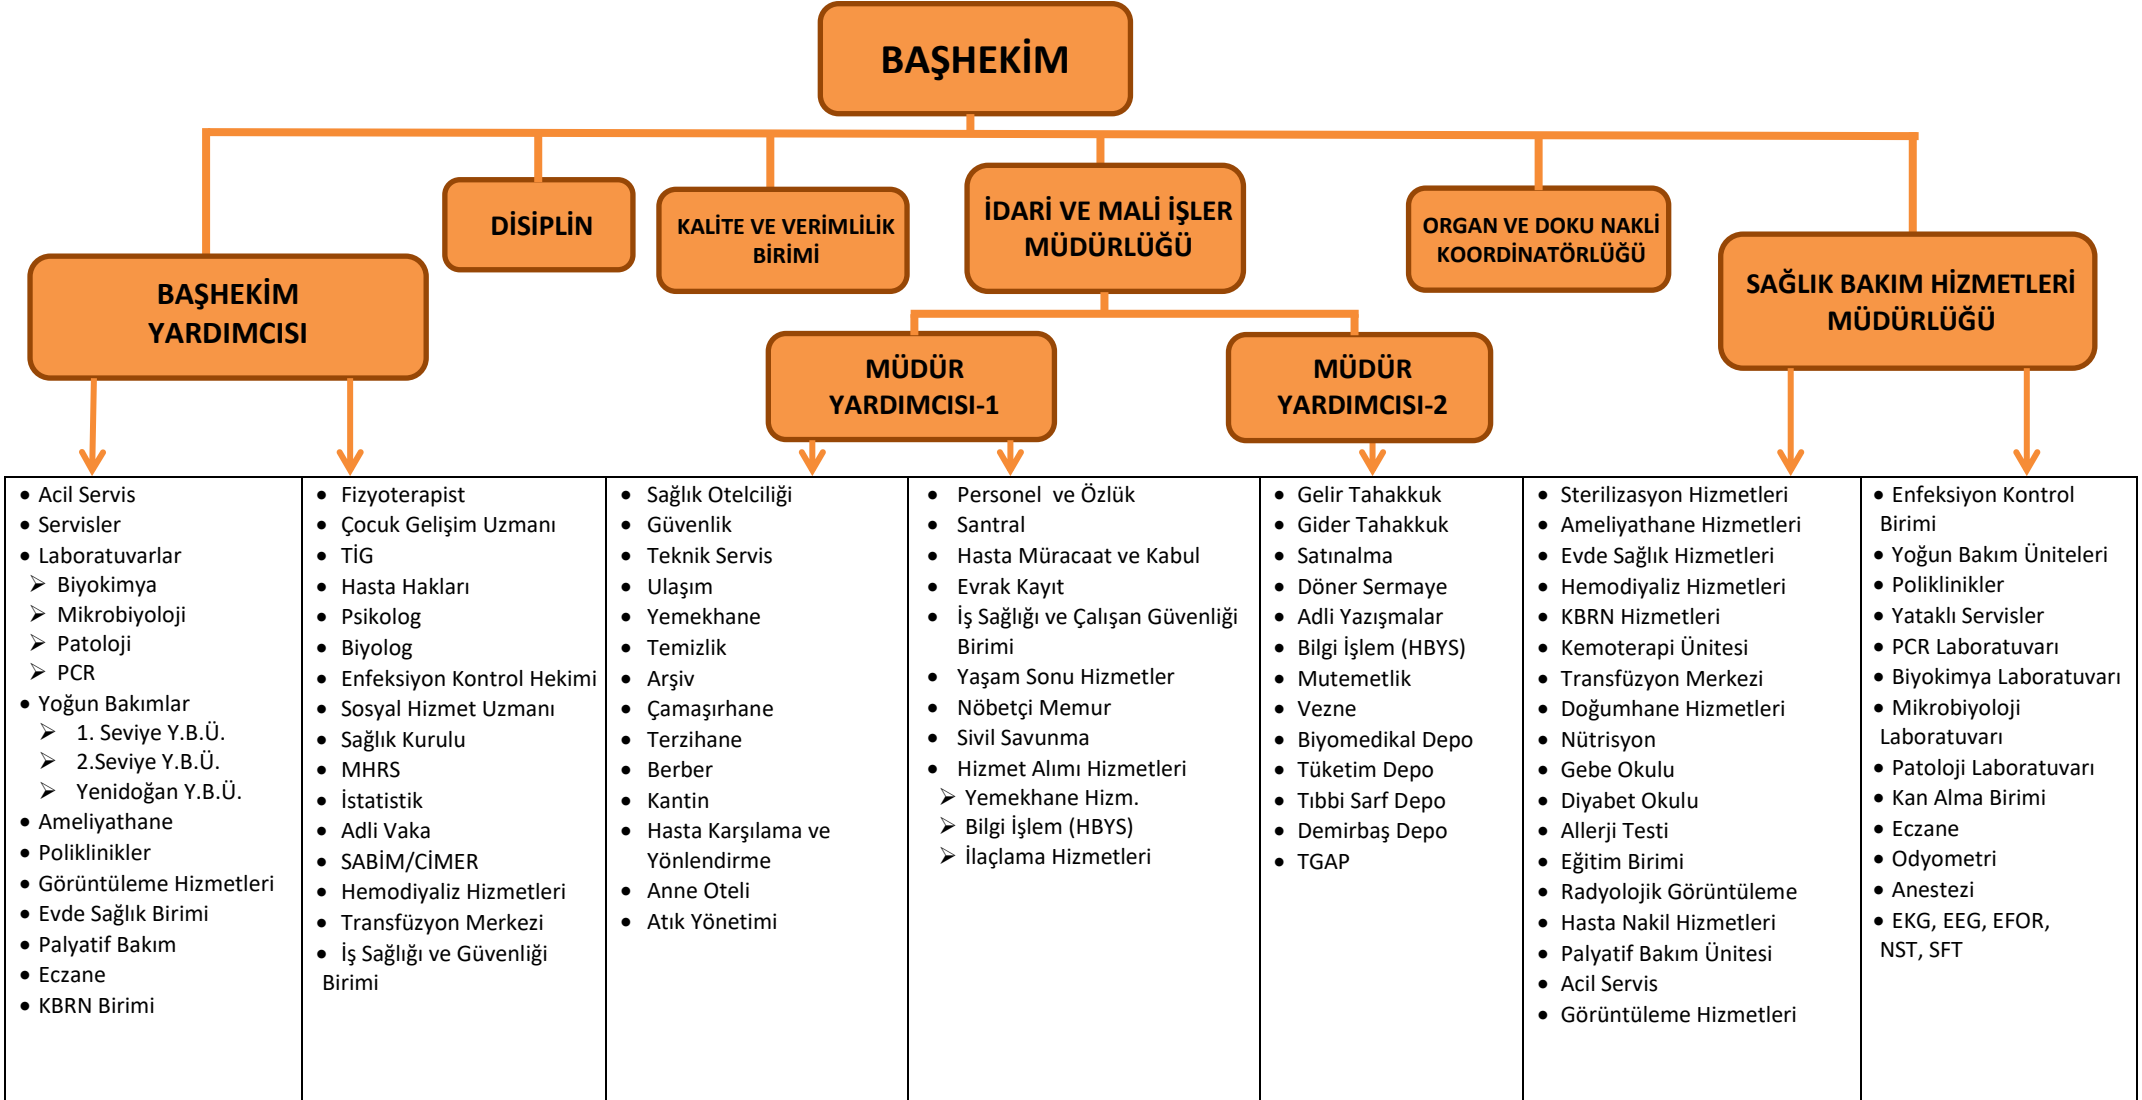 BAŞHEKİM
DİSİPLİN
KALİTE VE VERİMLİLİK
BİRİMİ
İDARİ VE MALİ İŞLER
MÜDÜRLÜĞÜ
ORGAN VE DOKU NAKLİ
KOORDİNATÖRLÜĞÜ
BAŞHEKİM
YARDIMCISI
SAĞLIK BAKIM HİZMETLERİ
MÜDÜRLÜĞÜ
MÜDÜR
YARDIMCISI-1
MÜDÜR
YARDIMCISI-2
• Acil Servis
• Servisler
• Laboratuvarlar
➢ Biyokimya
➢ Mikrobiyoloji
➢ Patoloji
➢ PCR
• Yoğun Bakımlar
➢ 1. Seviye Y.B.Ü.
➢ 2.Seviye Y.B.Ü.
➢ Yenidoğan Y.B.Ü.
• Ameliyathane
• Poliklinikler
• Görüntüleme Hizmetleri
• Evde Sağlık Birimi
• Palyatif Bakım
• Eczane
• KBRN Birimi
• Fizyoterapist
• Çocuk Gelişim Uzmanı
• TİG
• Hasta Hakları
• Psikolog
• Biyolog
• Enfeksiyon Kontrol Hekimi
• Sosyal Hizmet Uzmanı
• Sağlık Kurulu
• MHRS
• İstatistik
• Adli Vaka
• SABİM/CİMER
• Hemodiyaliz Hizmetleri
• Transfüzyon Merkezi
• İş Sağlığı ve Güvenliği
Birimi
• Sağlık Otelciliği
• Güvenlik
• Teknik Servis
• Ulaşım
• Yemekhane
• Temizlik
• Arşiv
• Çamaşırhane
• Terzihane
• Berber
• Kantin
• Hasta Karşılama ve
Yönlendirme
• Anne Oteli
• Atık Yönetimi
• Personel ve Özlük
• Santral
• Hasta Müracaat ve Kabul
• Evrak Kayıt
• İş Sağlığı ve Çalışan Güvenliği
Birimi
• Yaşam Sonu Hizmetler
• Nöbetçi Memur
• Sivil Savunma
• Hizmet Alımı Hizmetleri
➢ Yemekhane Hizm.
➢ Bilgi İşlem (HBYS)
➢ İlaçlama Hizmetleri
• Gelir Tahakkuk
• Gider Tahakkuk
• Satınalma
• Döner Sermaye
• Adli Yazışmalar
• Bilgi İşlem (HBYS)
• Mutemetlik
• Vezne
• Biyomedikal Depo
• Tüketim Depo
• Tıbbi Sarf Depo
• Demirbaş Depo
• TGAP
• Sterilizasyon Hizmetleri
• Ameliyathane Hizmetleri
• Evde Sağlık Hizmetleri
• Hemodiyaliz Hizmetleri
• KBRN Hizmetleri
• Kemoterapi Ünitesi
• Transfüzyon Merkezi
• Doğumhane Hizmetleri
• Nütrisyon
• Gebe Okulu
• Diyabet Okulu
• Allerji Testi
• Eğitim Birimi
• Radyolojik Görüntüleme
• Hasta Nakil Hizmetleri
• Palyatif Bakım Ünitesi
• Acil Servis
• Görüntüleme Hizmetleri
• Enfeksiyon Kontrol
Birimi
• Yoğun Bakım Üniteleri
• Poliklinikler
• Yataklı Servisler
• PCR Laboratuvarı
• Biyokimya Laboratuvarı
• Mikrobiyoloji
Laboratuvarı
• Patoloji Laboratuvarı
• Kan Alma Birimi
• Eczane
• Odyometri
• Anestezi
• EKG, EEG, EFOR,
NST, SFT